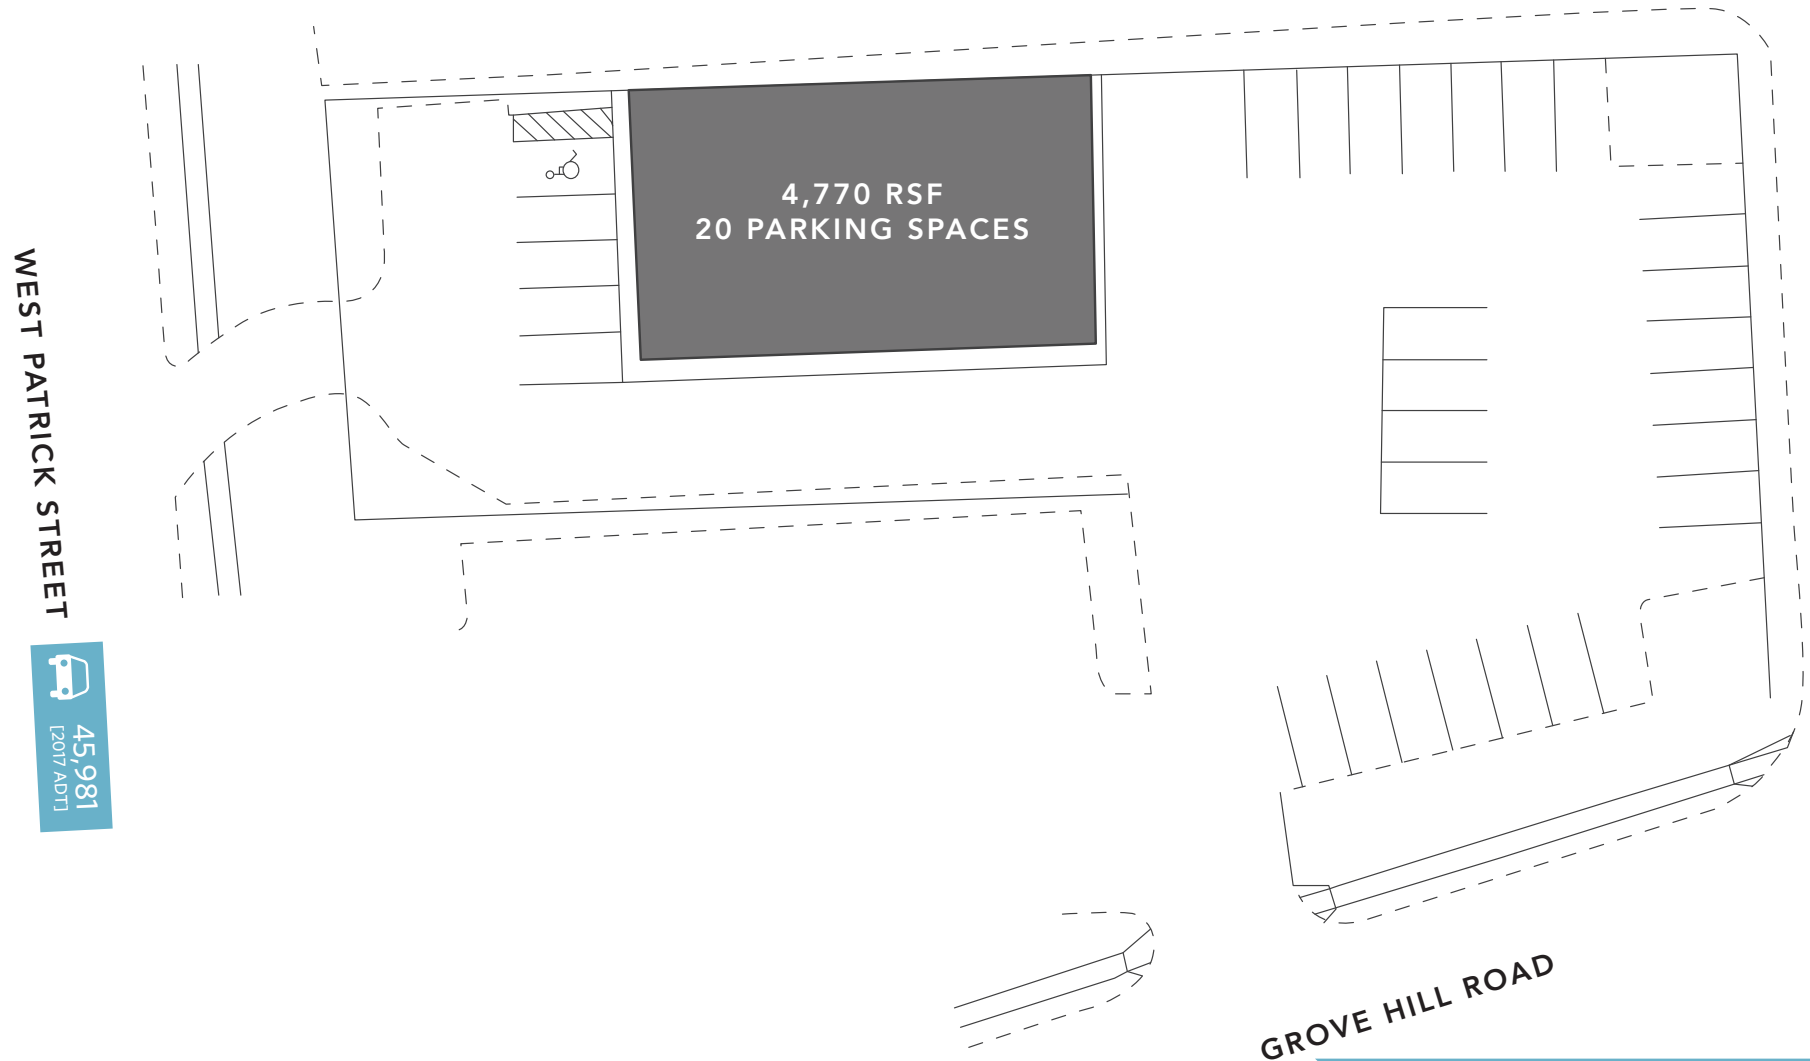 4,770 RSF
20 PARKING SPACES
WEST PATRICK STREET
45,981
[2017 ADT]
GROVE HILL ROAD